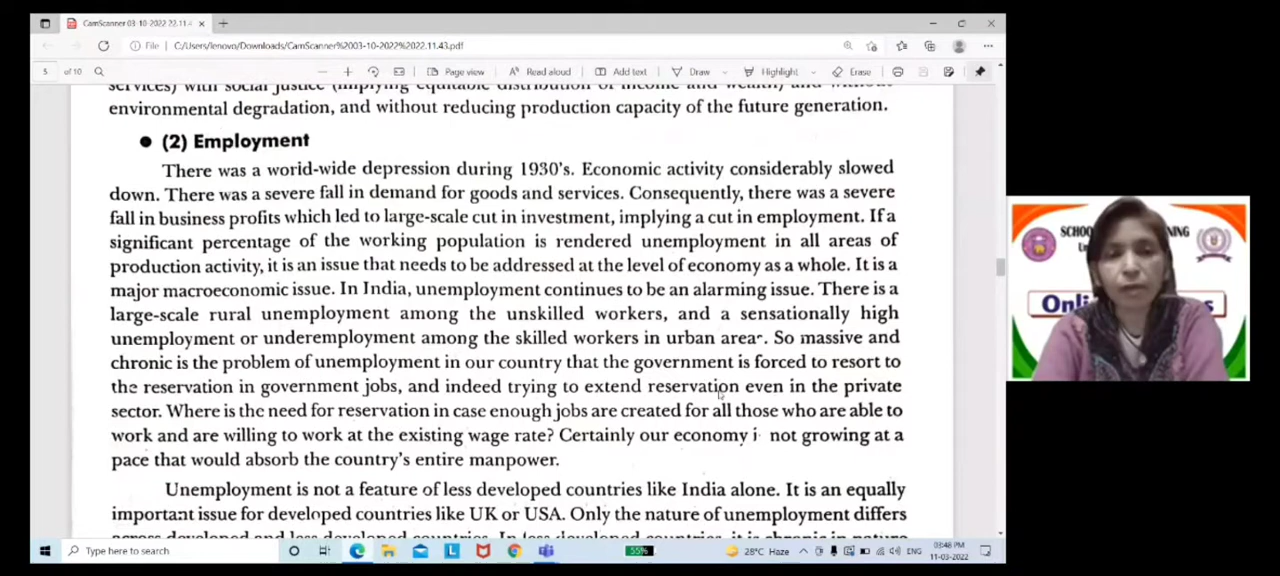 CamScanner 03-10-2022 22.11.4
File
C:/Users/lenovo/Downloads/CamScanner%2003-10-2022%2022.11.43.pdf
5 of 10
Page view
Read aloud
Add text
Draw
Highlight
Erase
services) with social justice (implying equitable distribution of income and wealth) and without
environmental degradation, and without reducing production capacity of the future generation.
● (2) Employment
There was a world-wide depression during 1930's. Economic activity considerably slowed
down. There was a severe fall in demand for goods and services. Consequently, there was a severe
fall in business profits which led to large-scale cut in investment, implying a cut in employment. If a
significant percentage of the working population is rendered unemployment in all areas of
production activity, it is an issue that needs to be addressed at the level of economy as a whole. It is a
major macroeconomic issue. In India, unemployment continues to be an alarming issue. There is a
large-scale rural unemployment among the unskilled workers, and a sensationally high
unemployment or underemployment among the skilled workers in urban area. So massive and
chronic is the problem of unemployment in our country that the government is forced to resort to
the reservation in government jobs, and indeed trying to extend reservation even in the private
sector. Where is the need for reservation in case enough jobs are created for all those who are able to
work and are willing to work at the existing wage rate? Certainly our economy i not growing at a
pace that would absorb the country's entire manpower.
Unemployment is not a feature of less developed countries like India alone. It is an equally
important issue for developed countries like UK or USA. Only the nature of unemployment differs
SCHOO
NING
Onli
s
Type here to search
55%
28°C Haze
ENG
03:48 PM
11-03-2022